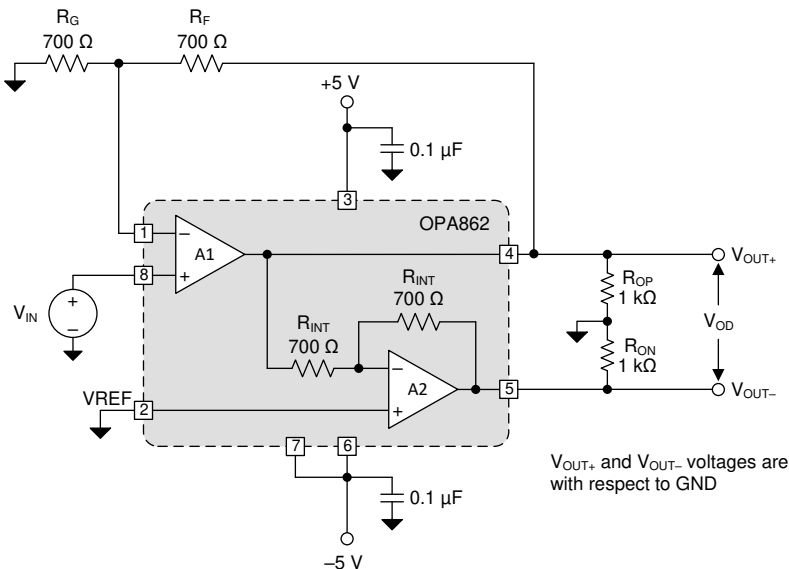 RG
700 Ω
RF
700 Ω
+5 V
0.1 µF
3
OPA862
1
−
A1
4
VOUT+
8
+
ROP
1 kΩ
VIN
+
−
RINT
700 Ω
RINT
700 Ω
VOD
RON
1 kΩ
−
A2
5
VOUT−
VREF
2
+
7
6
VOUT+ and VOUT− voltages are
with respect to GND
0.1 µF
−5 V